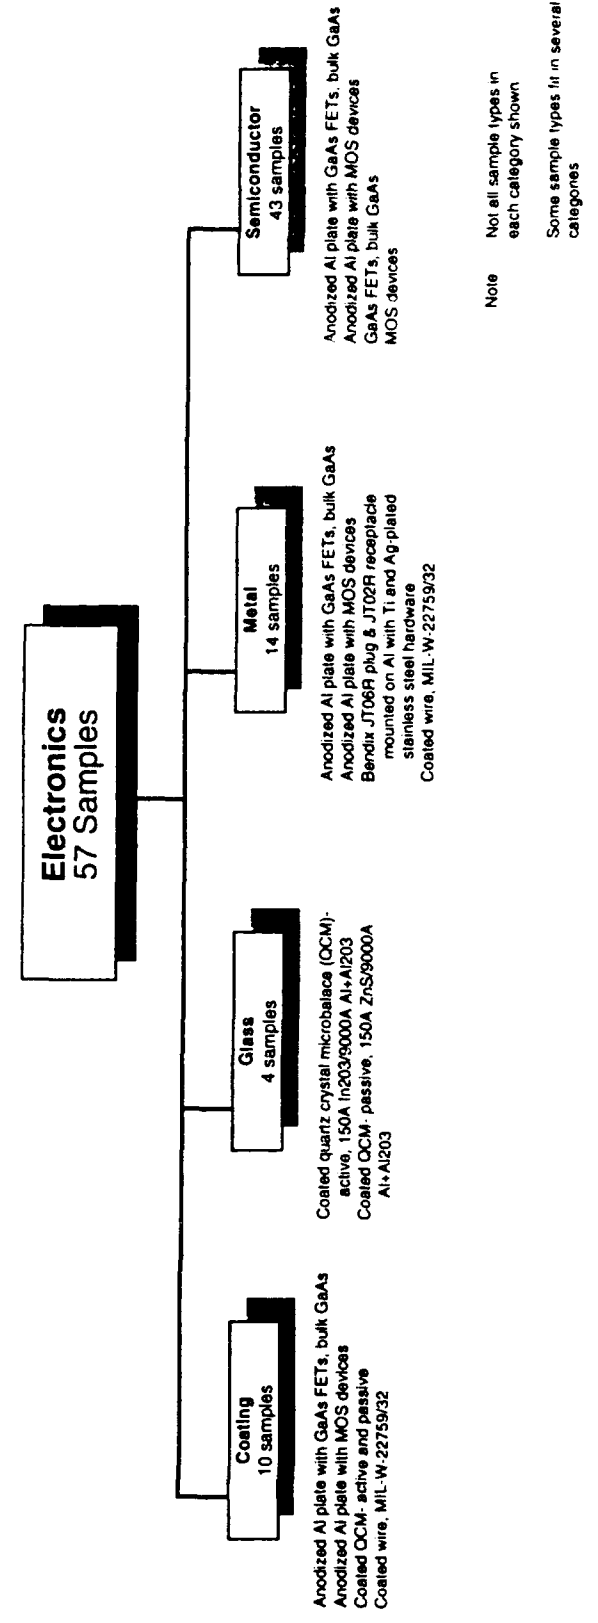 Electronics
57 Samples
Coating
10 samples
Anodized Al plate with GaAs FETs, bulk GaAs
Anodized Al plate with MOS devices
Coated QCM- active and passive
Coated wire, MIL-W-22759/32
Glass
4 samples
Coated quartz crystal microbalace (QCM)-
active, 150A In203/9000A Al+Al203
Coated QCM- passive, 150A ZnS/9000A
Al+Al203
Metal
14 samples
Anodized Al plate with GaAs FETs, bulk GaAs
Anodized Al plate with MOS devices
Bendix JT06R plug & JT02R receptacle
mounted on Al with Ti and Ag-plated
stainless steel hardware
Coated wire, MIL-W-22759/32
Semiconductor
43 samples
Anodized Al plate with GaAs FETs, bulk GaAs
Anodized Al plate with MOS devices
GaAs FETs, bulk GaAs
MOS devices
Note Not all sample types in
each category shown
Some sample types fit in several
categories